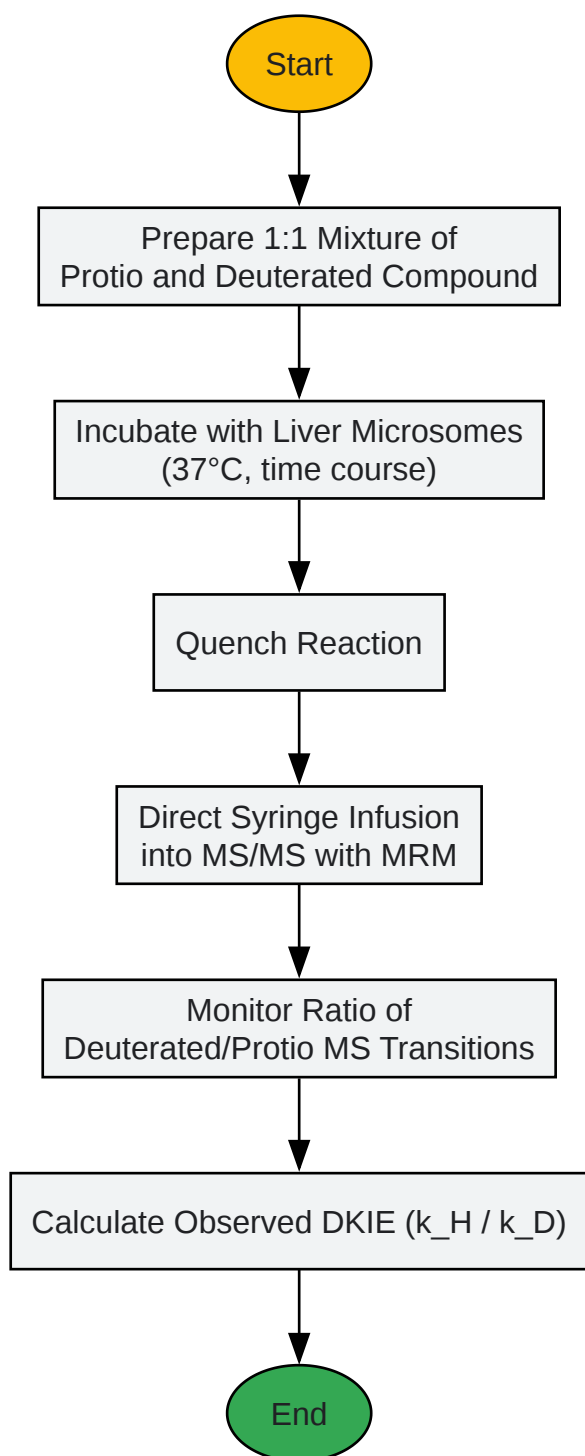 Start
Prepare 1:1 Mixture of
Protio and Deuterated Compound
Incubate with Liver Microsomes
(37°C, time course)
Quench Reaction
Direct Syringe Infusion
into MS/MS with MRM
Monitor Ratio of
Deuterated/Protio MS Transitions
Calculate Observed DKIE (k_H / k_D)
End